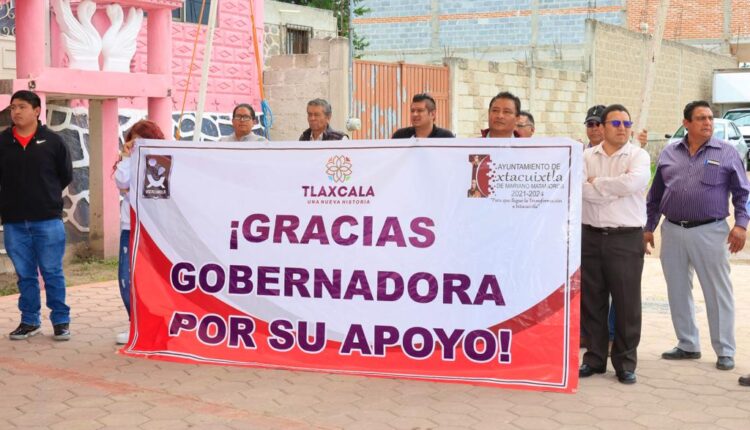 TLAXCALA
UNA NUEVA HISTORIA
AYUNTAMIENTO DE
Ixtacuixtla
DE MARIANO MATAMOROS
2021-2024
¡GRACIAS
GOBERNADORA
POR SU APOYO!